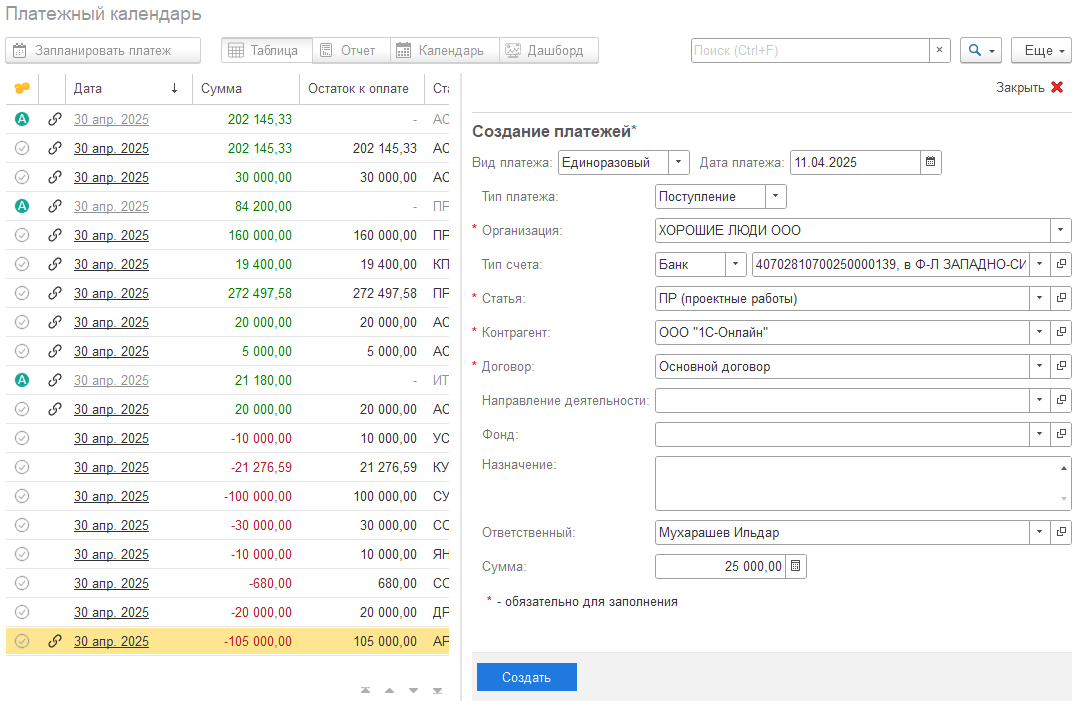 Платежный календарь
Запланировать платеж Таблица Отчет Календарь Дашборд Поиск (Ctrl+F) × Еще
Дата ↓ Сумма Остаток к оплате Ста
А 30 апр. 2025 202 145,33 - АС
30 апр. 2025 202 145,33 202 145,33 АС
30 апр. 2025 30 000,00 30 000,00 АС
А 30 апр. 2025 84 200,00 - ПР
30 апр. 2025 160 000,00 160 000,00 ПР
30 апр. 2025 19 400,00 19 400,00 КП
30 апр. 2025 272 497,58 272 497,58 ПР
30 апр. 2025 20 000,00 20 000,00 АС
30 апр. 2025 5 000,00 5 000,00 АС
А 30 апр. 2025 21 180,00 - ИТ
30 апр. 2025 20 000,00 20 000,00 АС
30 апр. 2025 -10 000,00 10 000,00 УС
30 апр. 2025 -21 276,59 21 276,59 КУ
30 апр. 2025 -100 000,00 100 000,00 СУ
30 апр. 2025 -30 000,00 30 000,00 СС
30 апр. 2025 -10 000,00 10 000,00 ЯН
30 апр. 2025 -680,00 680,00 СС
30 апр. 2025 -20 000,00 20 000,00 ДР
30 апр. 2025 -105 000,00 105 000,00 АР
Закрыть
Создание платежей*
Вид платежа: Единоразовый Дата платежа: 11.04.2025
Тип платежа: Поступление
* Организация: ХОРОШИЕ ЛЮДИ ООО
Тип счета: Банк 40702810700250000139, в Ф-Л ЗАПАДНО-СИ
* Статья: ПР (проектные работы)
* Контрагент: ООО "1С-Онлайн"
* Договор: Основной договор
Направление деятельности:
Фонд:
Назначение:
Ответственный: Мухарашев Ильдар
Сумма: 25 000,00
* - обязательно для заполнения
Создать